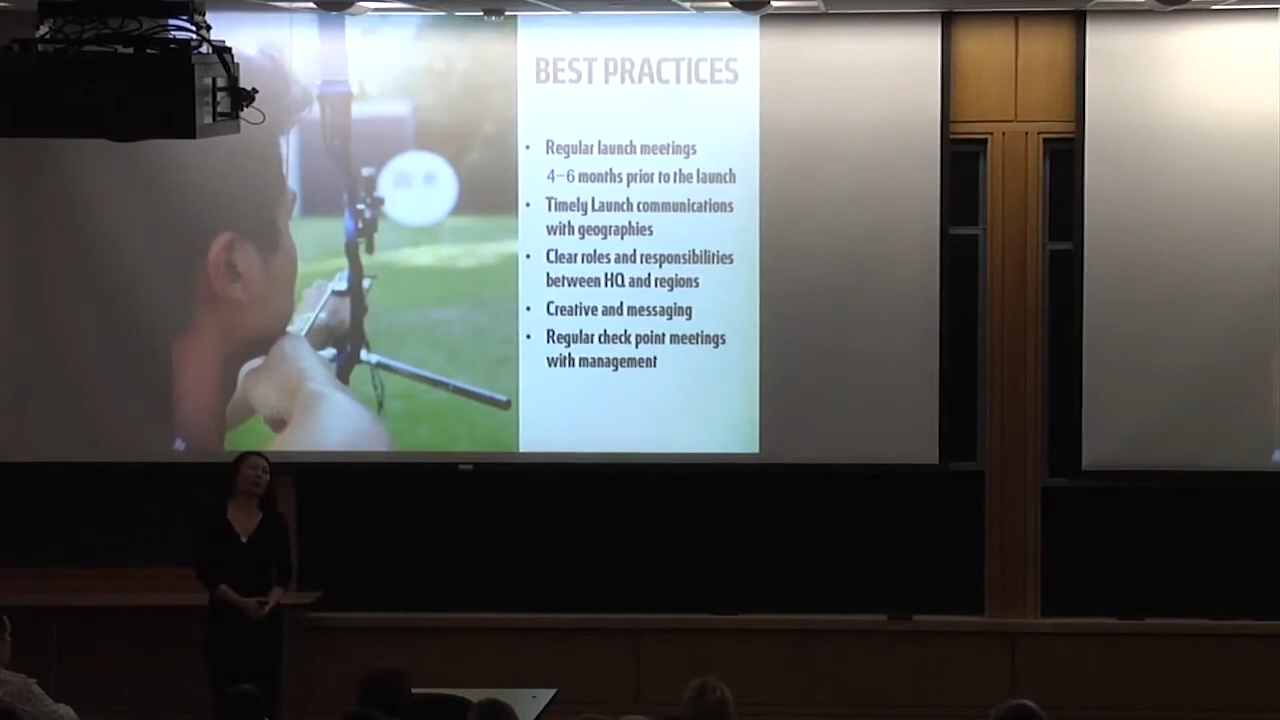 BEST PRACTICES
• Regular launch meetings
4–6 months prior to the launch
• Timely Launch communications
with geographies
• Clear roles and responsibilities
between HQ and regions
• Creative and messaging
• Regular check point meetings
with management